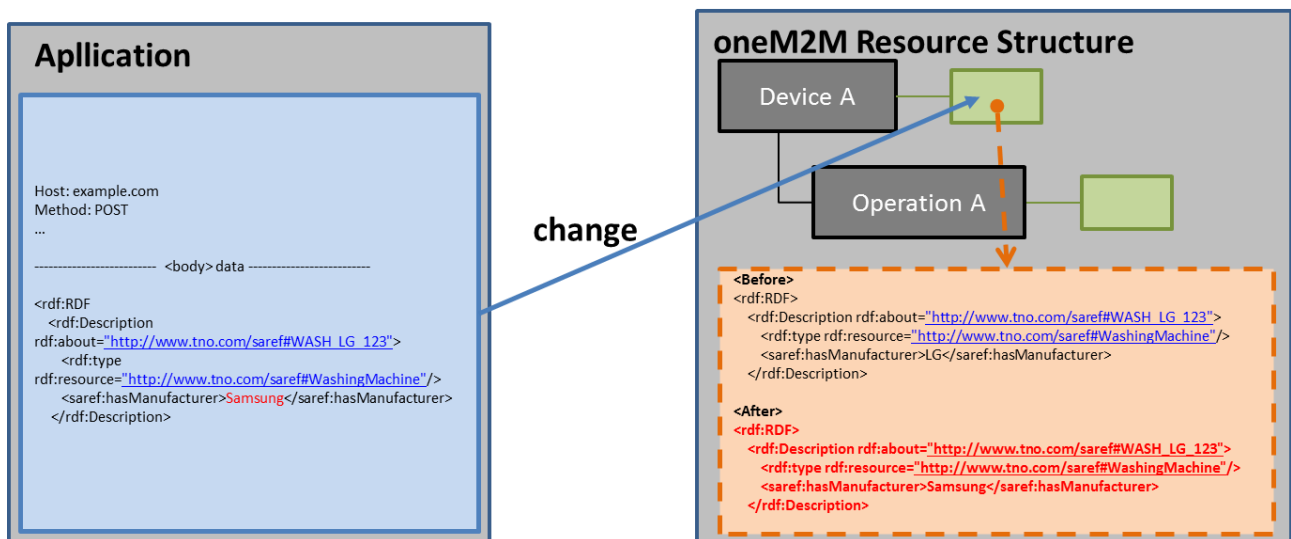 Apllication
Host: example.com
Method: POST
...
-------------------------- <body> data --------------------------
<rdf:RDF
<rdf:Description
rdf:about="http://www.tno.com/saref#WASH_LG_123">
<rdf:type
rdf:resource="http://www.tno.com/saref#WashingMachine"/>
<saref:hasManufacturer>Samsung</saref:hasManufacturer>
</rdf:Description>
change
oneM2M Resource Structure
Device A
Operation A
<Before>
<rdf:RDF>
<rdf:Description rdf:about="http://www.tno.com/saref#WASH_LG_123">
<rdf:type rdf:resource="http://www.tno.com/saref#WashingMachine"/>
<saref:hasManufacturer>LG</saref:hasManufacturer>
</rdf:Description>
<After>
<rdf:RDF>
<rdf:Description rdf:about="http://www.tno.com/saref#WASH_LG_123">
<rdf:type rdf:resource="http://www.tno.com/saref#WashingMachine"/>
<saref:hasManufacturer>Samsung</saref:hasManufacturer>
</rdf:Description>